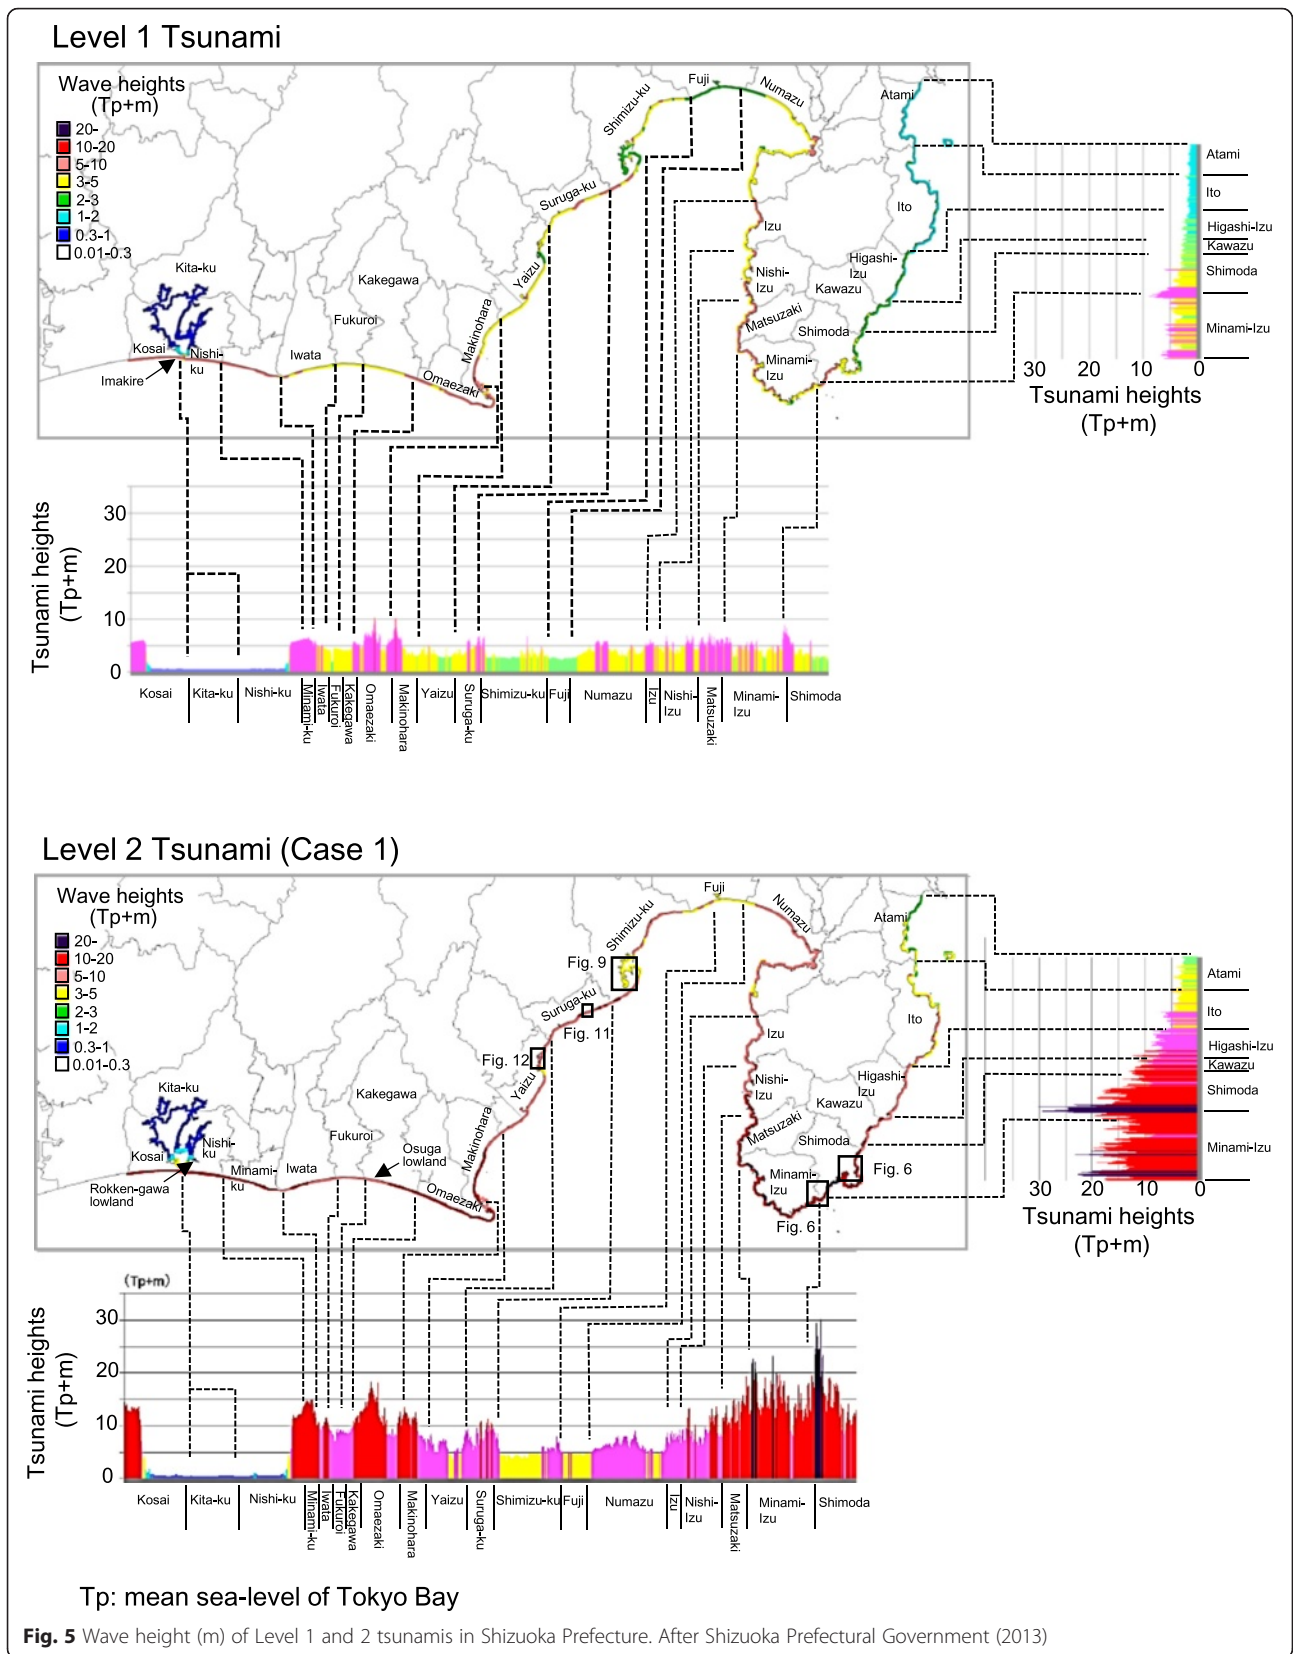 Level 1 Tsunami
Wave heights
(Tp+m)
20-
10-20
5-10
3-5
2-3
1-2
0.3-1
0.01-0.3
Fuji
Numazu
Shimizu-ku
Atami
Suruga-ku
Ito
Izu
Yaizu
Higashi-
Izu
Kita-ku
Kakegawa
Nishi-
Izu
Kawazu
Makinohara
Matsuzaki
Fukuroi
Shimoda
Kosai
Nishi-
ku
Iwata
Imakire
Omaezaki
Minami-
Izu
Atami
Ito
Higashi-Izu
Kawazu
Shimoda
Minami-Izu
30 20 10 0
Tsunami heights
(Tp+m)
Tsunami heights
(Tp+m)
30
20
10
0
Kosai
Kita-ku
Nishi-ku
Minami-ku
Iwata
Fukuroi
Kakegawa
Omaezaki
Makinohara
Yaizu
Suruga-ku
Shimizu-ku
Fuji
Numazu
Izu
Nishi-
Izu
Matsuzaki
Minami-
Izu
Shimoda
Level 2 Tsunami (Case 1)
Wave heights
(Tp+m)
20-
10-20
5-10
3-5
2-3
1-2
0.3-1
0.01-0.3
Fuji
Numazu
Shimizu-ku
Atami
Fig. 9
Suruga-ku
Fig. 11
Ito
Izu
Fig. 12
Yaizu
Higashi-
Izu
Kita-ku
Kakegawa
Nishi-
Izu
Kawazu
Makinohara
Matsuzaki
Fukuroi
Osuga
lowland
Shimoda
Kosai
Nishi-
ku
Minami-
ku
Iwata
Rokken-gawa
lowland
Omaezaki
Minami-
Izu
Fig. 6
Fig. 6
Atami
Ito
Higashi-Izu
Kawazu
Shimoda
Minami-Izu
30 20 10 0
Tsunami heights
(Tp+m)
(Tp+m)
Tsunami heights
(Tp+m)
30
20
10
0
Kosai
Kita-ku
Nishi-ku
Minami-ku
Iwata
Fukuroi
Kakegawa
Omaezaki
Makinohara
Yaizu
Suruga-ku
Shimizu-ku
Fuji
Numazu
Izu
Nishi-
Izu
Matsuzaki
Minami-
Izu
Shimoda
Tp: mean sea-level of Tokyo Bay
Fig. 5 Wave height (m) of Level 1 and 2 tsunamis in Shizuoka Prefecture. After Shizuoka Prefectural Government (2013)